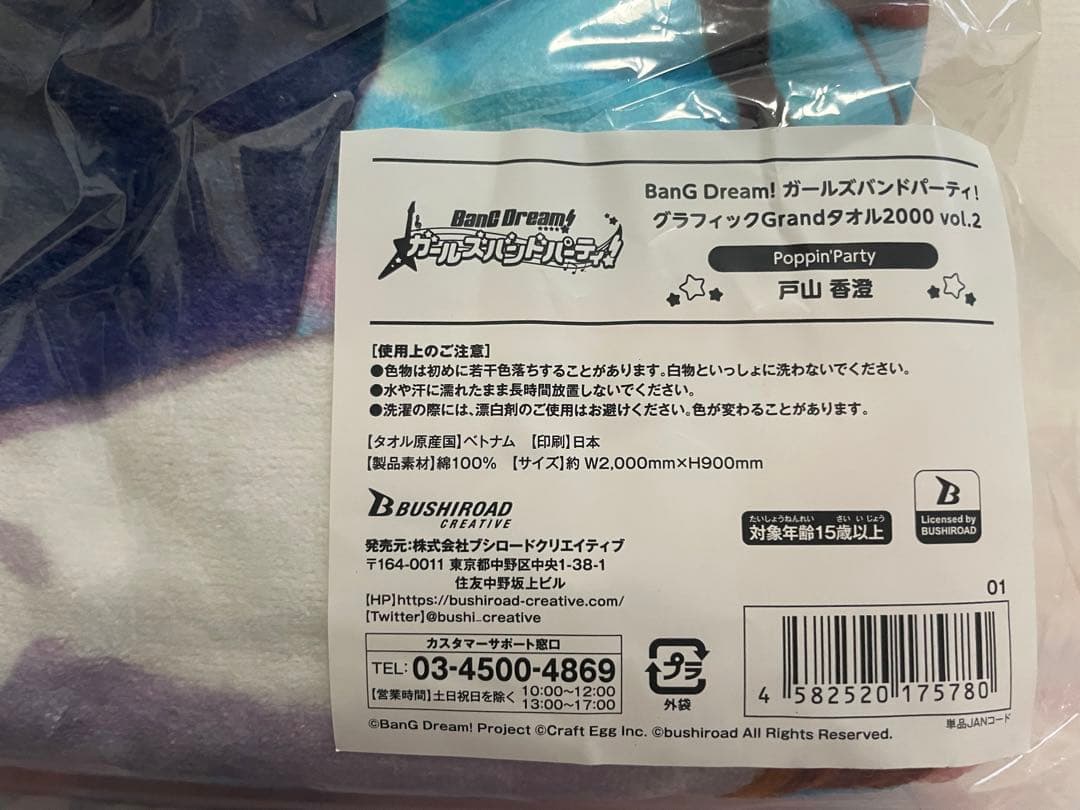 BanG Dream!
ガールズバンドパーティ!
BanG Dream! ガールズバンドパーティ!
グラフィックGrandタオル2000 vol.2
Poppin'Party
戸山 香澄
【使用上のご注意】
●色物は初めに若干色落ちすることがあります。白物といっしょに洗わないでください。
●水や汗に濡れたまま長時間放置しないでください。
●洗濯の際には、漂白剤のご使用はお避けください。色が変わることがあります。
【タオル原産国】ベトナム 【印刷】日本
【製品素材】綿100% 【サイズ】約 W2,000mm×H900mm
BUSHIROAD
CREATIVE
たいしょうねんれい さい いじょう
対象年齢15歳以上
B
Licensed by
BUSHIROAD
発売元:株式会社ブシロードクリエイティブ
〒164-0011 東京都中野区中央1-38-1
住友中野坂上ビル
【HP】https://bushiroad-creative.com/
【Twitter】@bushi_creative
カスタマーサポート窓口
TEL: 03-4500-4869
【営業時間】土日祝日を除く 10:00~12:00
13:00~17:00
プラ
外袋
01
4 582520 175780
単品JANコード
©BanG Dream! Project ©Craft Egg Inc. ©bushiroad All Rights Reserved.